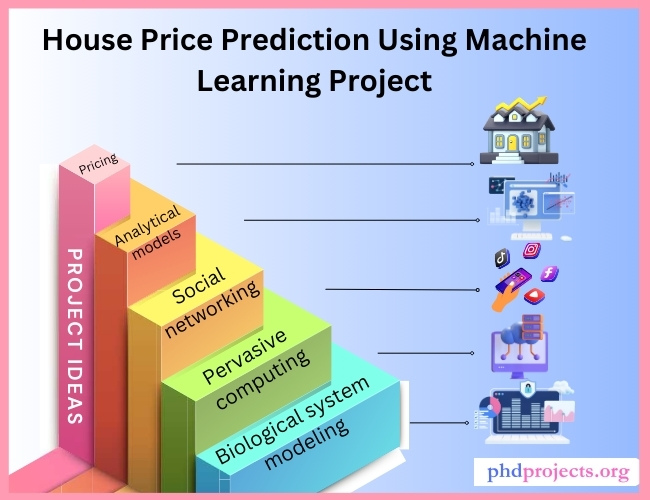 House Price Prediction Using Machine
Learning Project
Pricing
Analytical
models
Social
networking
Pervasive
computing
Biological system
modeling
PROJECT IDEAS
phdprojects.org